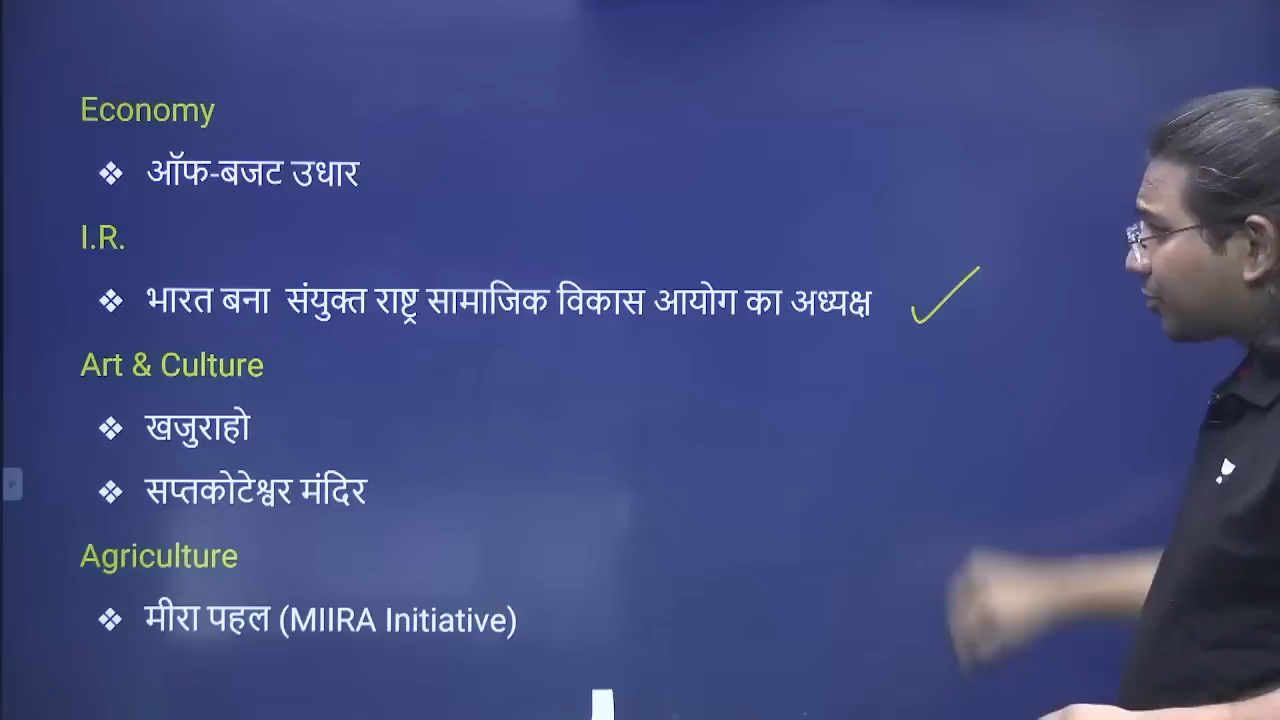 Economy
❖ ऑफ-बजट उधार
I.R.
❖ भारत बना संयुक्त राष्ट्र सामाजिक विकास आयोग का अध्यक्ष
Art & Culture
❖ खजुराहो
❖ सप्तकोटेश्वर मंदिर
Agriculture
❖ मीरा पहल (MIIRA Initiative)